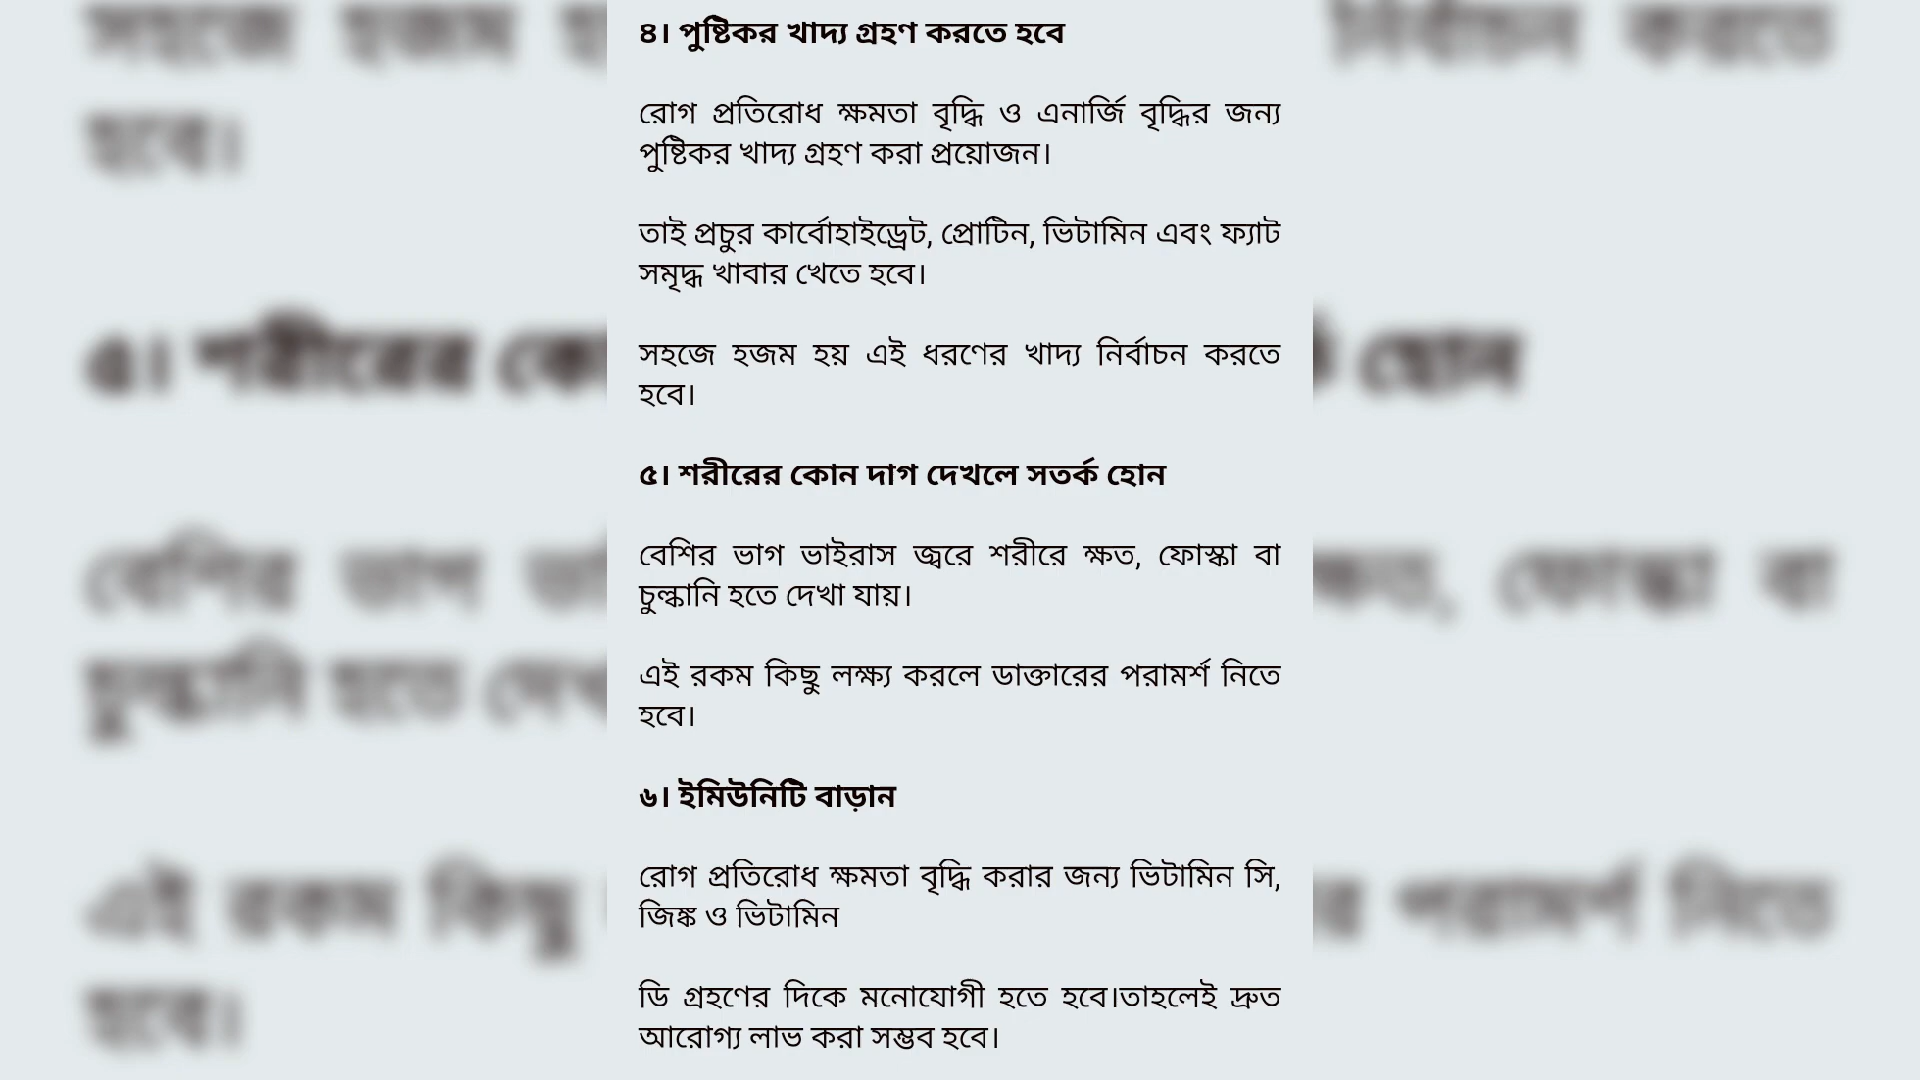 ৪। পুষ্টিকর খাদ্য গ্রহণ করতে হবে
রোগ প্রতিরোধ ক্ষমতা বৃদ্ধি ও এনার্জি বৃদ্ধির জন্য
পুষ্টিকর খাদ্য গ্রহণ করা প্রয়োজন।
তাই প্রচুর কার্বোহাইড্রেট, প্রোটিন, ভিটামিন এবং ফ্যাট
সমৃদ্ধ খাবার খেতে হবে।
সহজে হজম হয় এই ধরণের খাদ্য নির্বাচন করতে
হবে।
৫। শরীরের কোন দাগ দেখলে সতর্ক হোন
বেশির ভাগ ভাইরাস জ্বরে শরীরে ক্ষত, ফোস্কা বা
চুল্কানি হতে দেখা যায়।
এই রকম কিছু লক্ষ্য করলে ডাক্তারের পরামর্শ নিতে
হবে।
৬। ইমিউনিটি বাড়ান
রোগ প্রতিরোধ ক্ষমতা বৃদ্ধি করার জন্য ভিটামিন সি,
জিঙ্ক ও ভিটামিন
ডি গ্রহণের দিকে মনোযোগী হতে হবে।তাহলেই দ্রুত
আরোগ্য লাভ করা সম্ভব হবে।